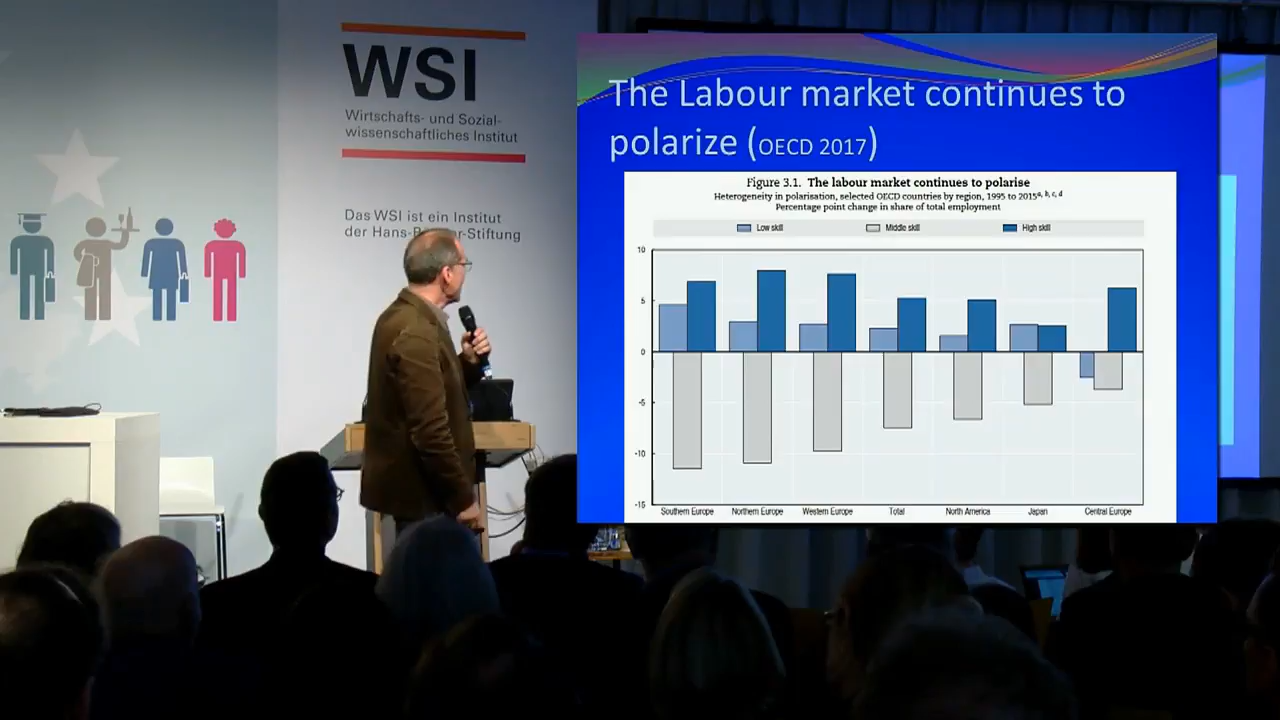 WSI
Wirtschafts- und Sozial-
wissenschaftliches Institut
Das WSI ist ein Institut
der Hans-B -Stiftung
The Labour market continues to
polarize (OECD 2017)
Figure 3.1. The labour market continues to polarise
Heterogeneity in polarisation, selected OECD countries by region, 1995 to 2015a, b, c, d
Percentage point change in share of total employment
Low skill Middle skill High skill
10
5
0
-5
-10
-15
Southern Europe Northern Europe Western Europe Total North America Japan Central Europe